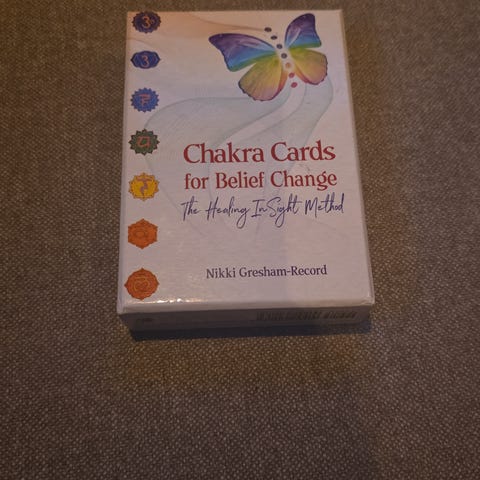 Chakra Cards
for Belief Change
The Healing InSight Method
Nikki Gresham-Record